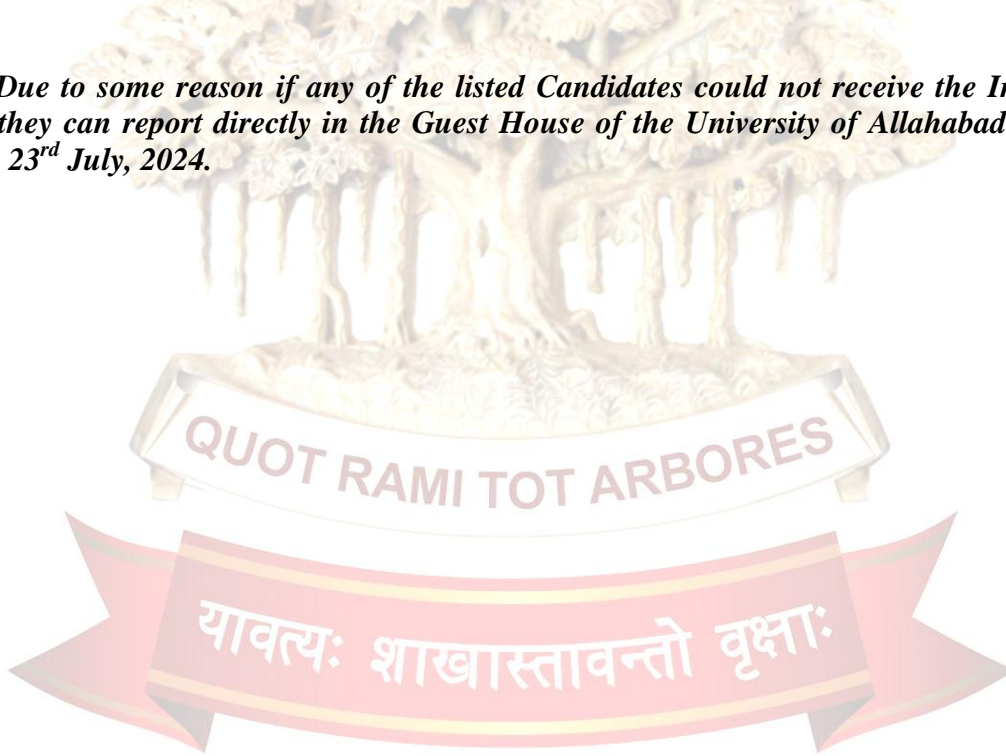 Due to some reason if any of the listed Candidates could not receive the
they can report directly in the Guest House of the University of Allahabad
23rd July, 2024.
QUOT RAMI TOT ARBORES
यावत्यः शाखास्तावन्तो वृक्षाः